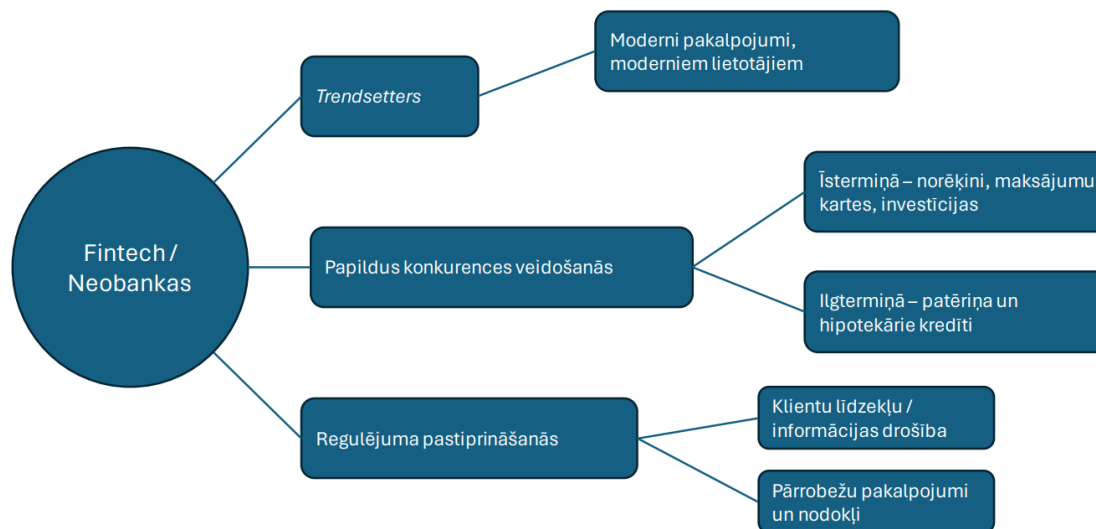 Fintech /
Neobankas
Trendsetters
Moderni pakalpojumi,
moderniem lietotājiem
Papildus konkurences veidošanās
Īstermiņā – norēķini, maksājumu
kartes, investīcijas
Ilgtermiņā – patēriņa un
hipotekārie kredīti
Regulējuma pastiprināšanās
Klientu līdzekļu /
informācijas drošība
Pārrobežu pakalpojumi
un nodokļi